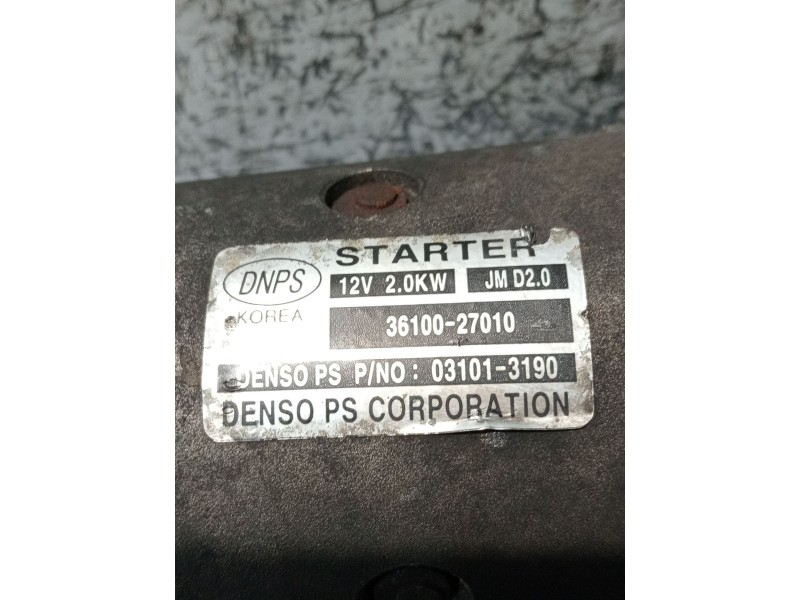 STARTER
DNPS
12V 2.0KW JM D2.0
KOREA
36100-27010
DENSO PS P/NO: 03101-3190
DENSO PS CORPORATION